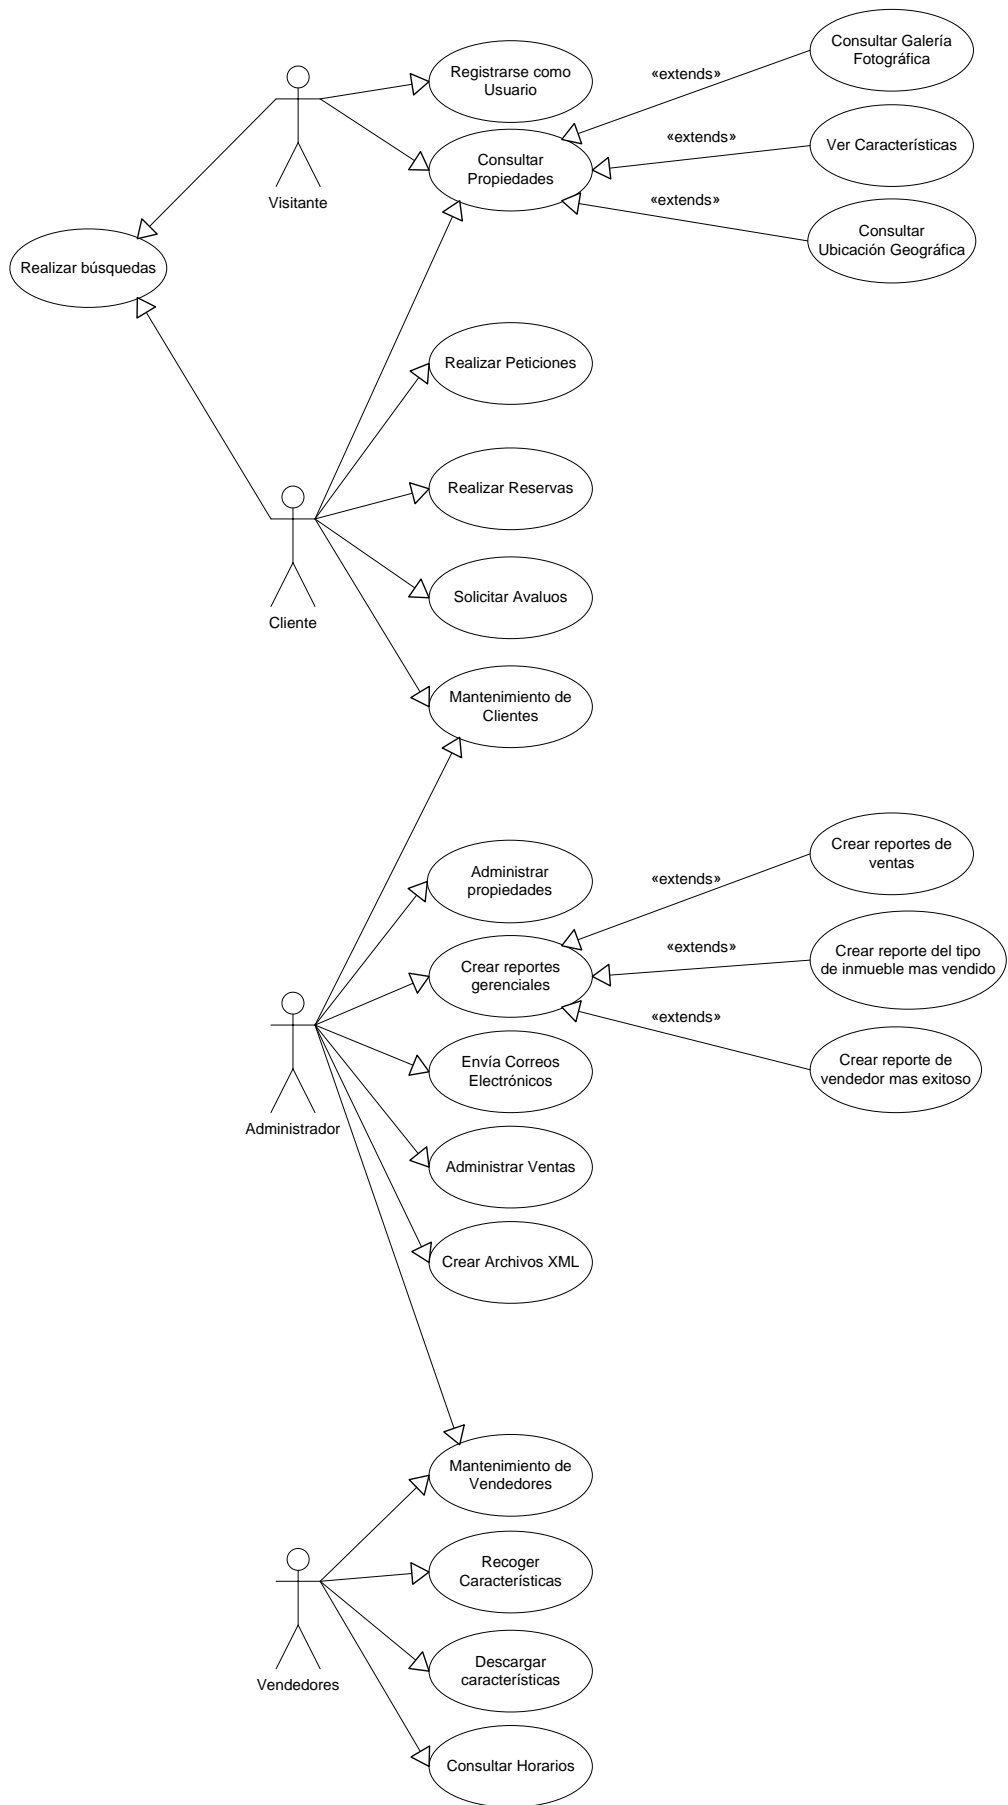 Consultar Galería
Fotográfica
Registrarse como
Usuario
«extends»
«extends»
Ver Características
Consultar
Propiedades
Visitante
«extends»
Consultar
Ubicación Geográfica
Realizar búsquedas
Realizar Peticiones
Realizar Reservas
Solicitar Avaluos
Cliente
Mantenimiento de
Clientes
Crear reportes de
ventas
Administrar
propiedades
«extends»
«extends»
Crear reporte del tipo
de inmueble mas vendido
Crear reportes
gerenciales
«extends»
Crear reporte de
vendedor mas exitoso
Envía Correos
Electrónicos
Administrador
Administrar Ventas
Crear Archivos XML
Mantenimiento de
Vendedores
Recoger
Características
Descargar
características
Vendedores
Consultar Horarios